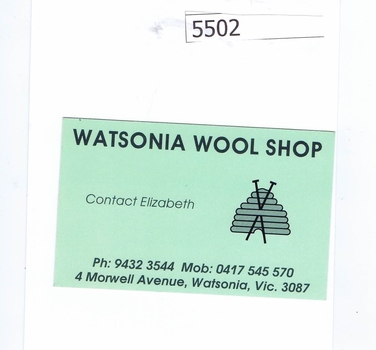 5502
WATSONIA WOOL SHOP
Contact Elizabeth
Ph: 9432 3544 Mob: 0417 545 570
4 Morwell Avenue, Watsonia, Vic. 3087